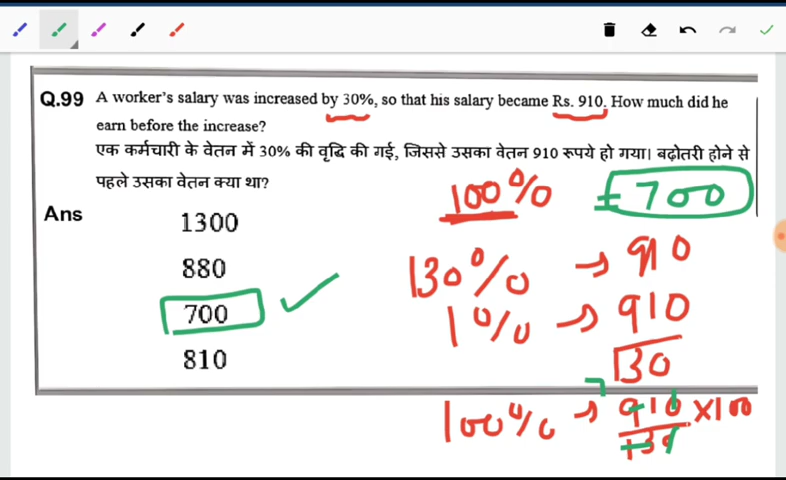 Q.99 A worker's salary was increased by 30%, so that his salary became Rs. 910. How much did he
earn before the increase?
एक कर्मचारी के वेतन में 30% की वृद्धि की गई, जिससे उसका वेतन 910 रूपये हो गया। बढ़ोतरी होने से
पहले उसका वेतन क्या था?
Ans
1300
880
700
810
100% = 700
130% → 910
1% → 910
130
100% → 910 × 100
130
7